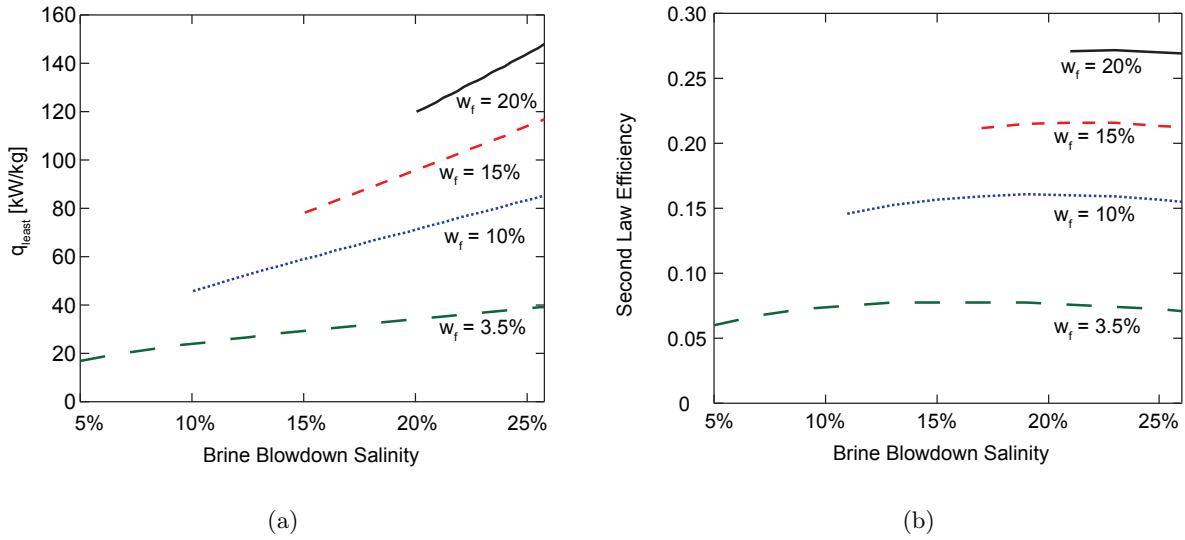 160
140
120
100
80
60
40
20
0
q_least [kW/kg]
w_f = 20%
w_f = 15%
w_f = 10%
w_f = 3.5%
5% 10% 15% 20% 25%
Brine Blowdown Salinity
(a)
0.30
0.25
0.20
0.15
0.10
0.05
0
Second Law Efficiency
w_f = 20%
w_f = 15%
w_f = 10%
w_f = 3.5%
5% 10% 15% 20% 25%
Brine Blowdown Salinity
(b)